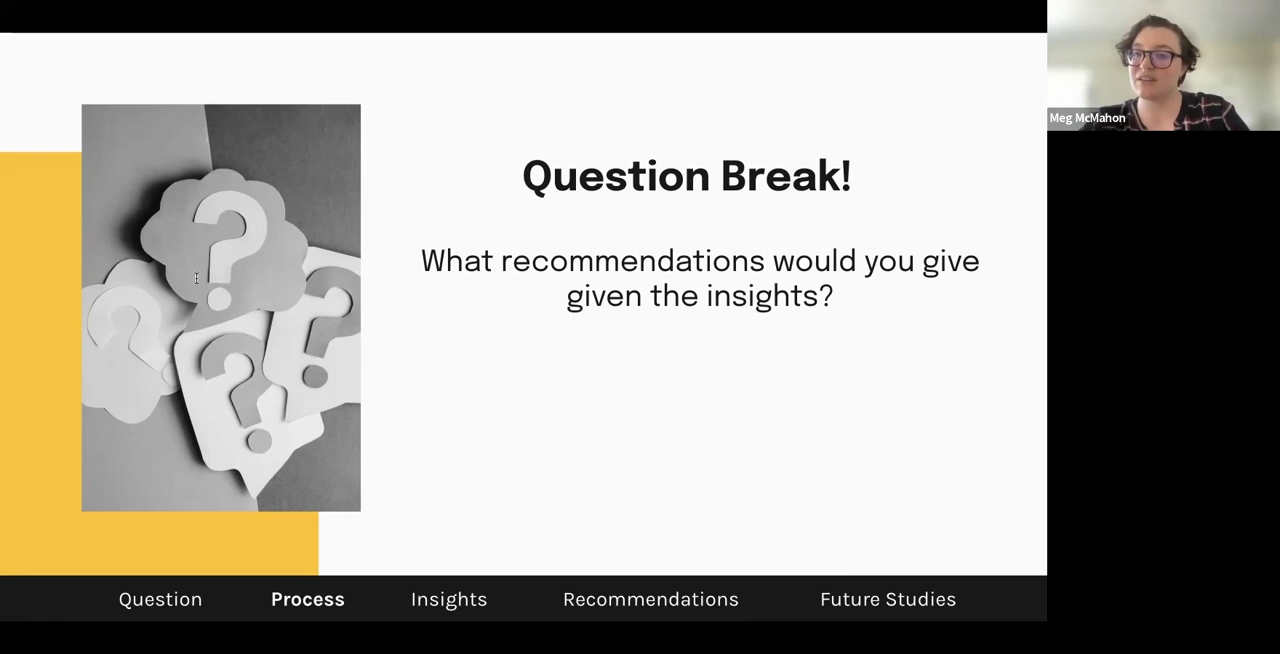 Meg McMahon
Question Break!
What recommendations would you give
given the insights?
Question
Process
Insights
Recommendations
Future Studies